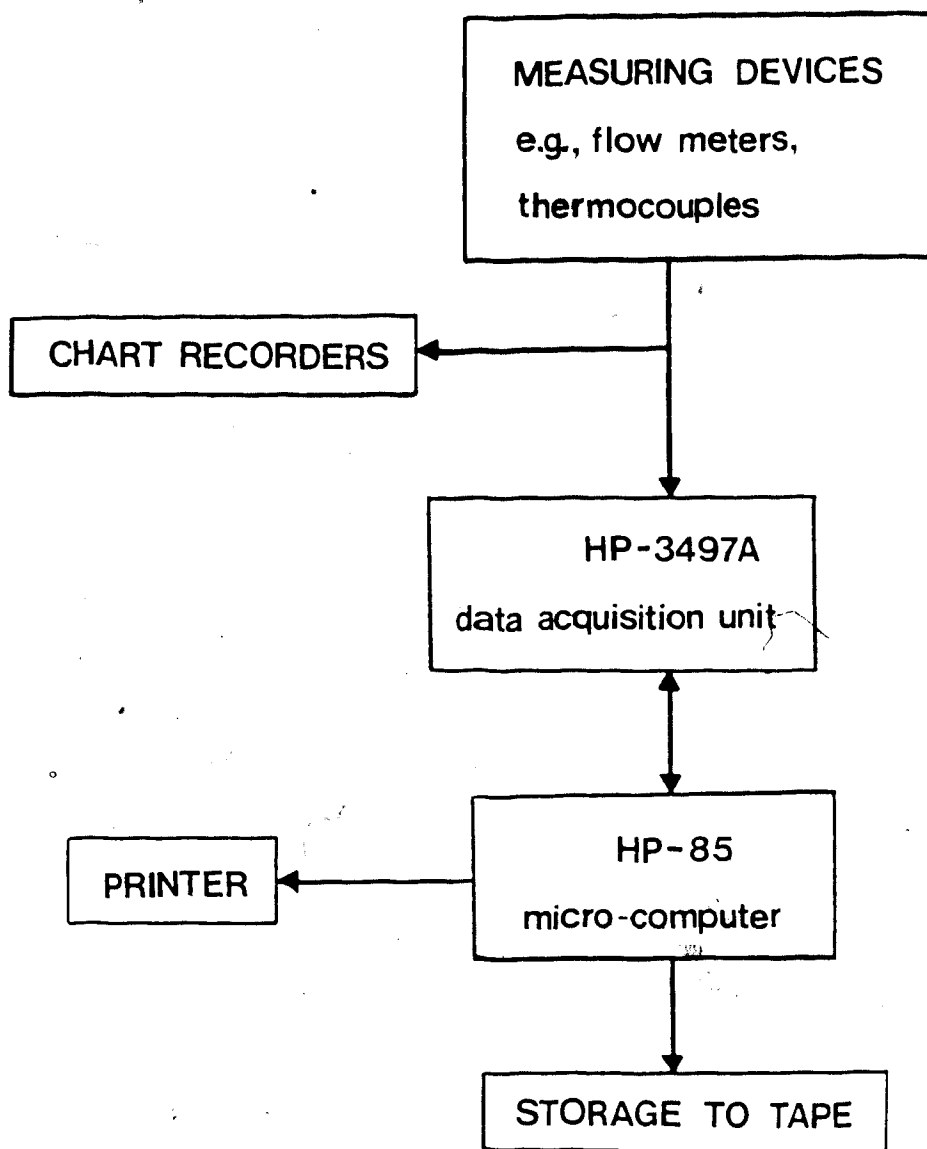 MEASURING DEVICES
e.g., flow meters,
thermocouples
CHART RECORDERS
HP-3497A
data acquisition unit
HP-85
PRINTER
micro-computer
STORAGE TO TAPE